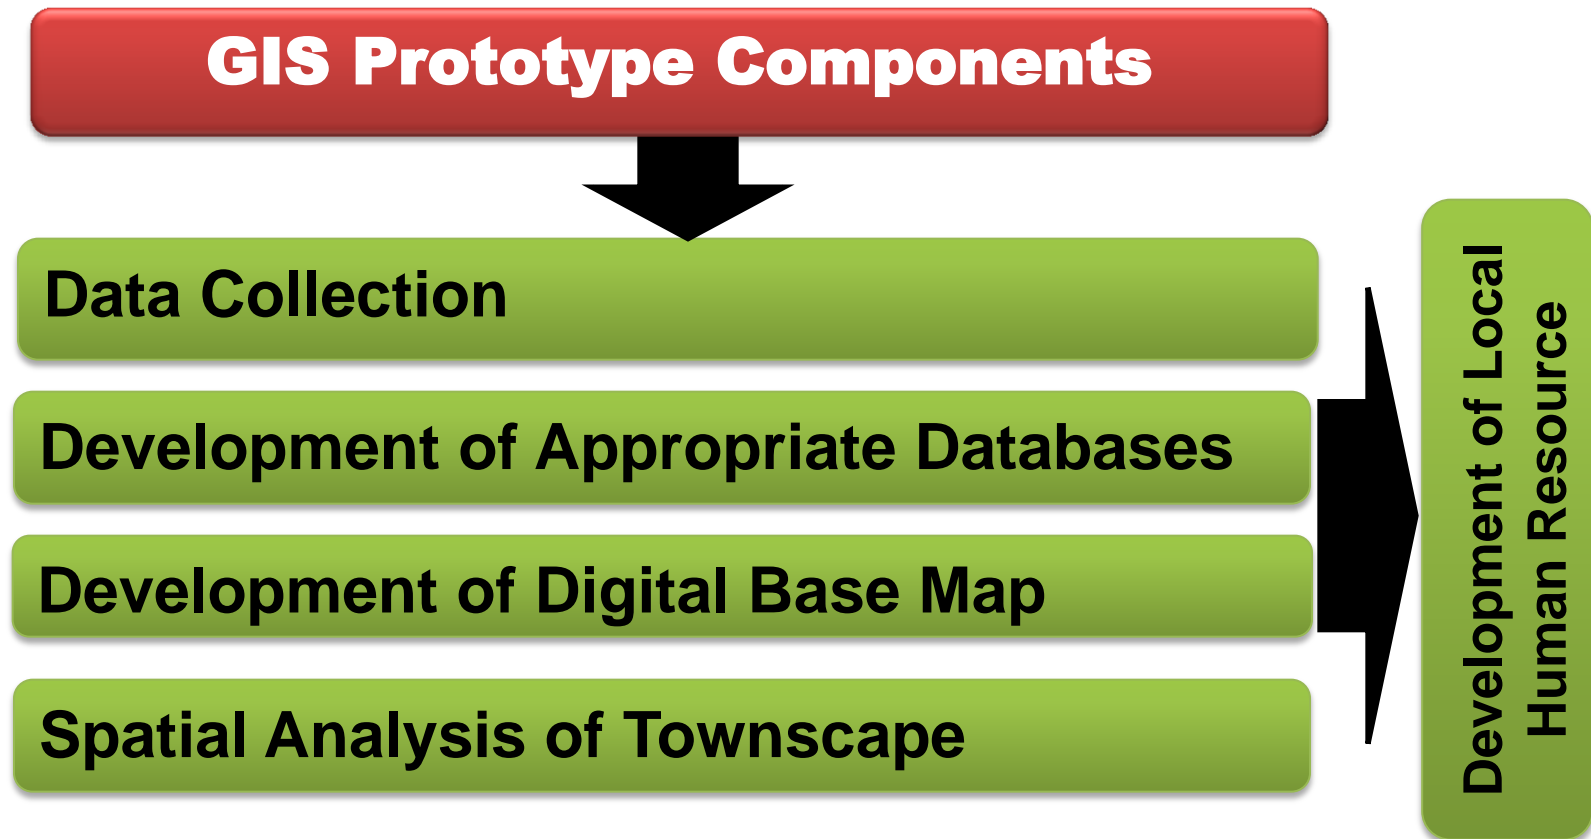 GIS Prototype Components
Data Collection
Development of Appropriate Databases
Development of Digital Base Map
Spatial Analysis of Townscape
Development of Local
Human Resource